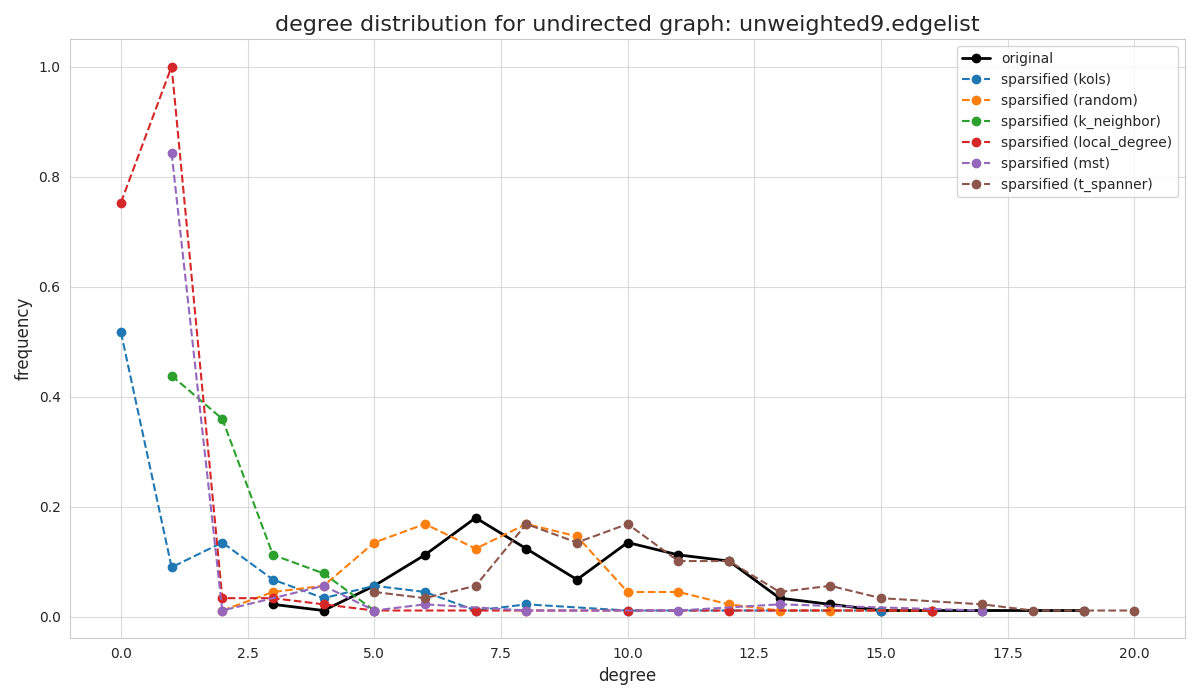 degree distribution for undirected graph: unweighted9.edgelist
original
sparsified (kols)
sparsified (random)
sparsified (k_neighbor)
sparsified (local_degree)
sparsified (mst)
sparsified (t_spanner)
frequency
1.0
0.8
0.6
0.4
0.2
0.0
0.0 2.5 5.0 7.5 10.0 12.5 15.0 17.5 20.0
degree